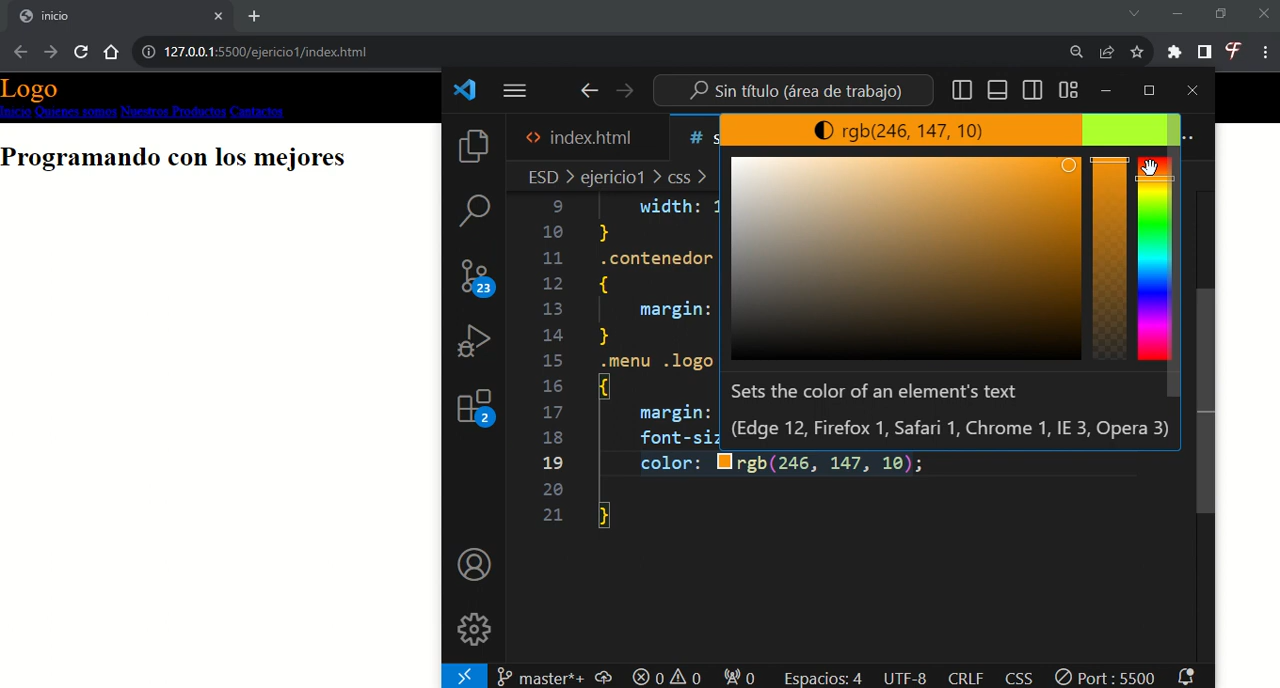 inicio
127.0.0.1:5500/ejericio1/index.html
Logo
Inicio Quienes somos Nuestros Productos Contactos
Programando con los mejores
Sin título (área de trabajo)
index.html
# s
ESD > ejericio1 > css >
rgb(246, 147, 10)
9 width: 1
10 }
11 .contenedor
12 {
13 margin:
14 }
15 .menu .logo
16 {
17 margin:
18 font-siz
19 color: rgb(246, 147, 10);
20
21 }
Sets the color of an element's text
(Edge 12, Firefox 1, Safari 1, Chrome 1, IE 3, Opera 3)
23
2
master*+ 0 0 0 Espacios: 4 UTF-8 CRLF CSS Port : 5500